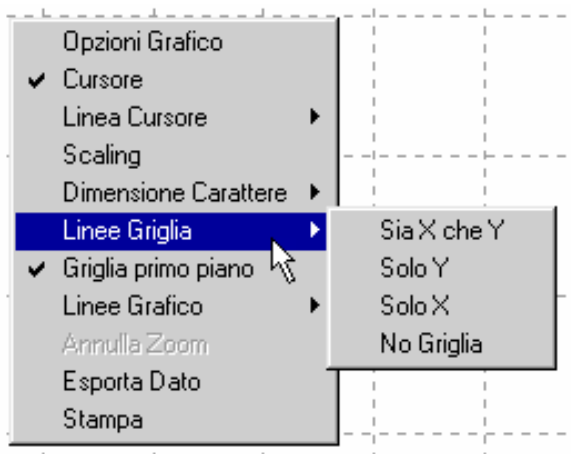 Opzioni Grafico
Cursore
Linea Cursore
Scaling
Dimensione Carattere
Linee Griglia
Griglia primo piano
Linee Grafico
Annulla Zoom
Esporta Dato
Stampa
Sia X che Y
Solo Y
Solo X
No Griglia